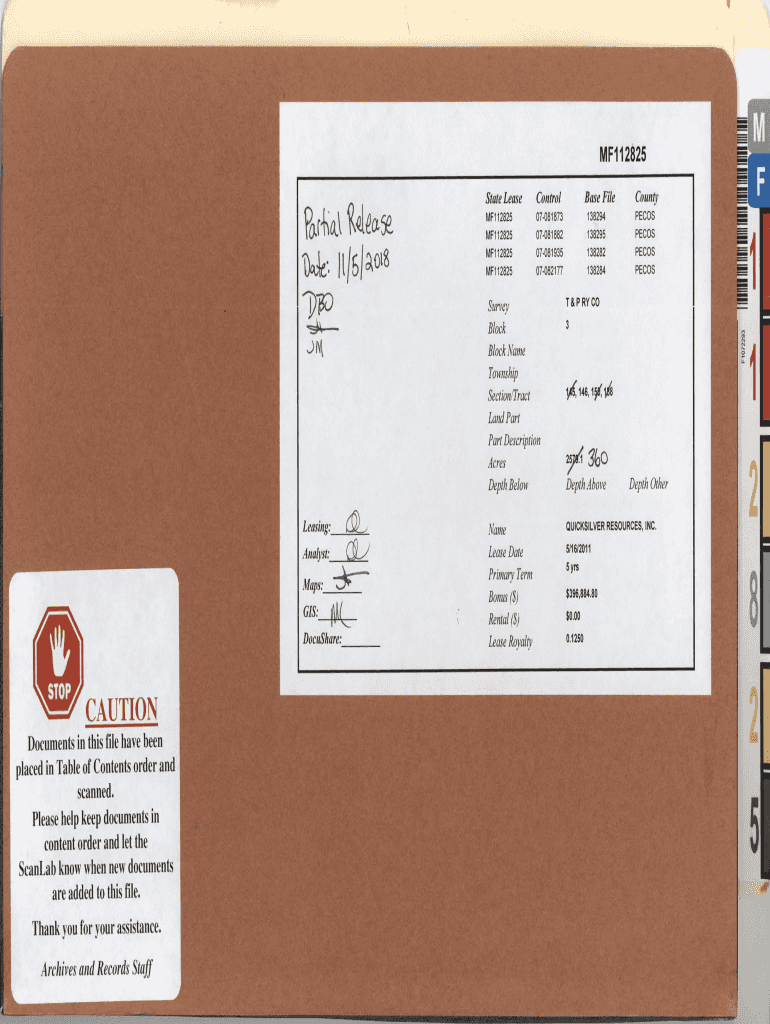 MF112825
Partial Release
Date: 11/5/2018
DBO
JM
State Lease Control Base File County
MF112825 07-081873 138294 PECOS
MF112825 07-081882 138295 PECOS
MF112825 07-081935 138282 PECOS
MF112825 07-082177 138284 PECOS
Survey T & P RY CO
Block 3
Block Name
Township
Section/Tract 145, 146, 158, 188
Land Part
Part Description
Acres 360
Depth Below Depth Above Depth Other
Leasing:
Analyst:
Maps:
GIS:
DocuShare:
Name QUICKSILVER RESOURCES, INC.
Lease Date 5/16/2011
Primary Term 5 yrs
Bonus ($) $396,884.80
Rental ($) $0.00
Lease Royalty 0.1250
STOP
CAUTION
Documents in this file have been
placed in Table of Contents order and
scanned.
Please help keep documents in
content order and let the
ScanLab know when new documents
are added to this file.
Thank you for your assistance.
Archives and Records Staff
M
F
F1072293
1
1
2
8
2
5